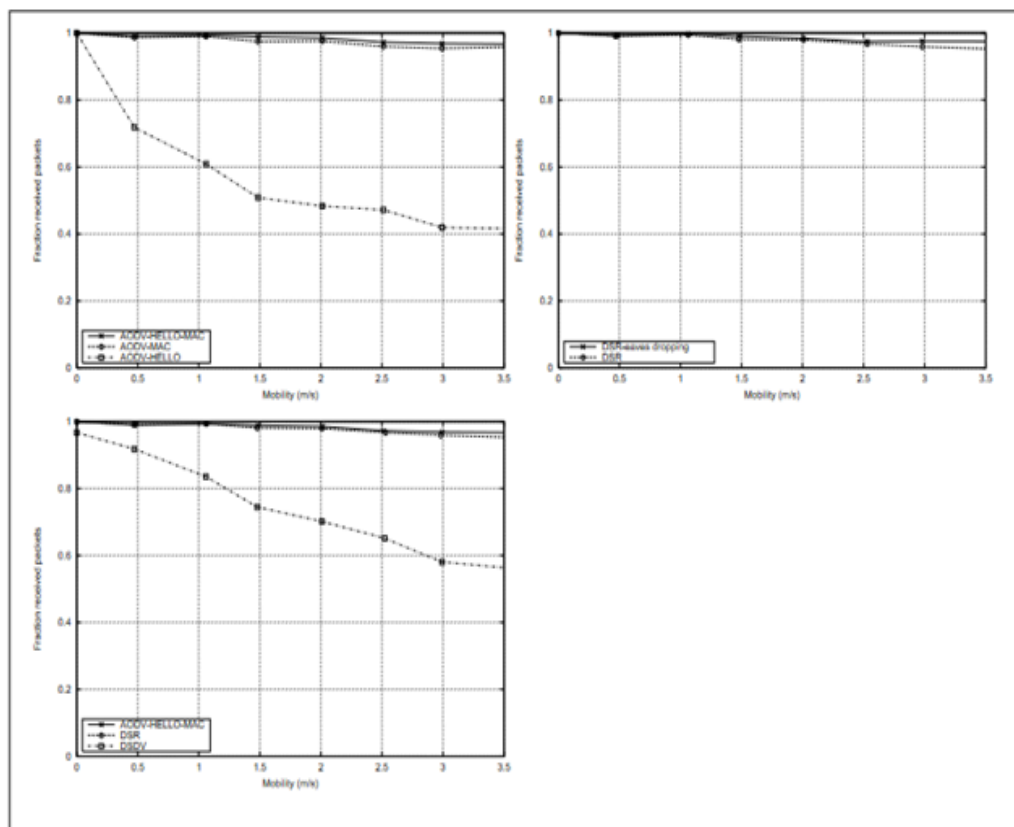 1
0.8
0.6
0.4
0.2
0
Fraction received packets
AODV-HELLO-MAC
AODV-MAC
AODV-HELLO
0 0.5 1 1.5 2 2.5 3 3.5
Mobility (m/s)
1
0.8
0.6
0.4
0.2
0
Fraction received packets
DSR-eaves dropping
DSR
0 0.5 1 1.5 2 2.5 3 3.5
Mobility (m/s)
1
0.8
0.6
0.4
0.2
0
Fraction received packets
AODV-HELLO-MAC
DSR
DSDV
0 0.5 1 1.5 2 2.5 3 3.5
Mobility (m/s)